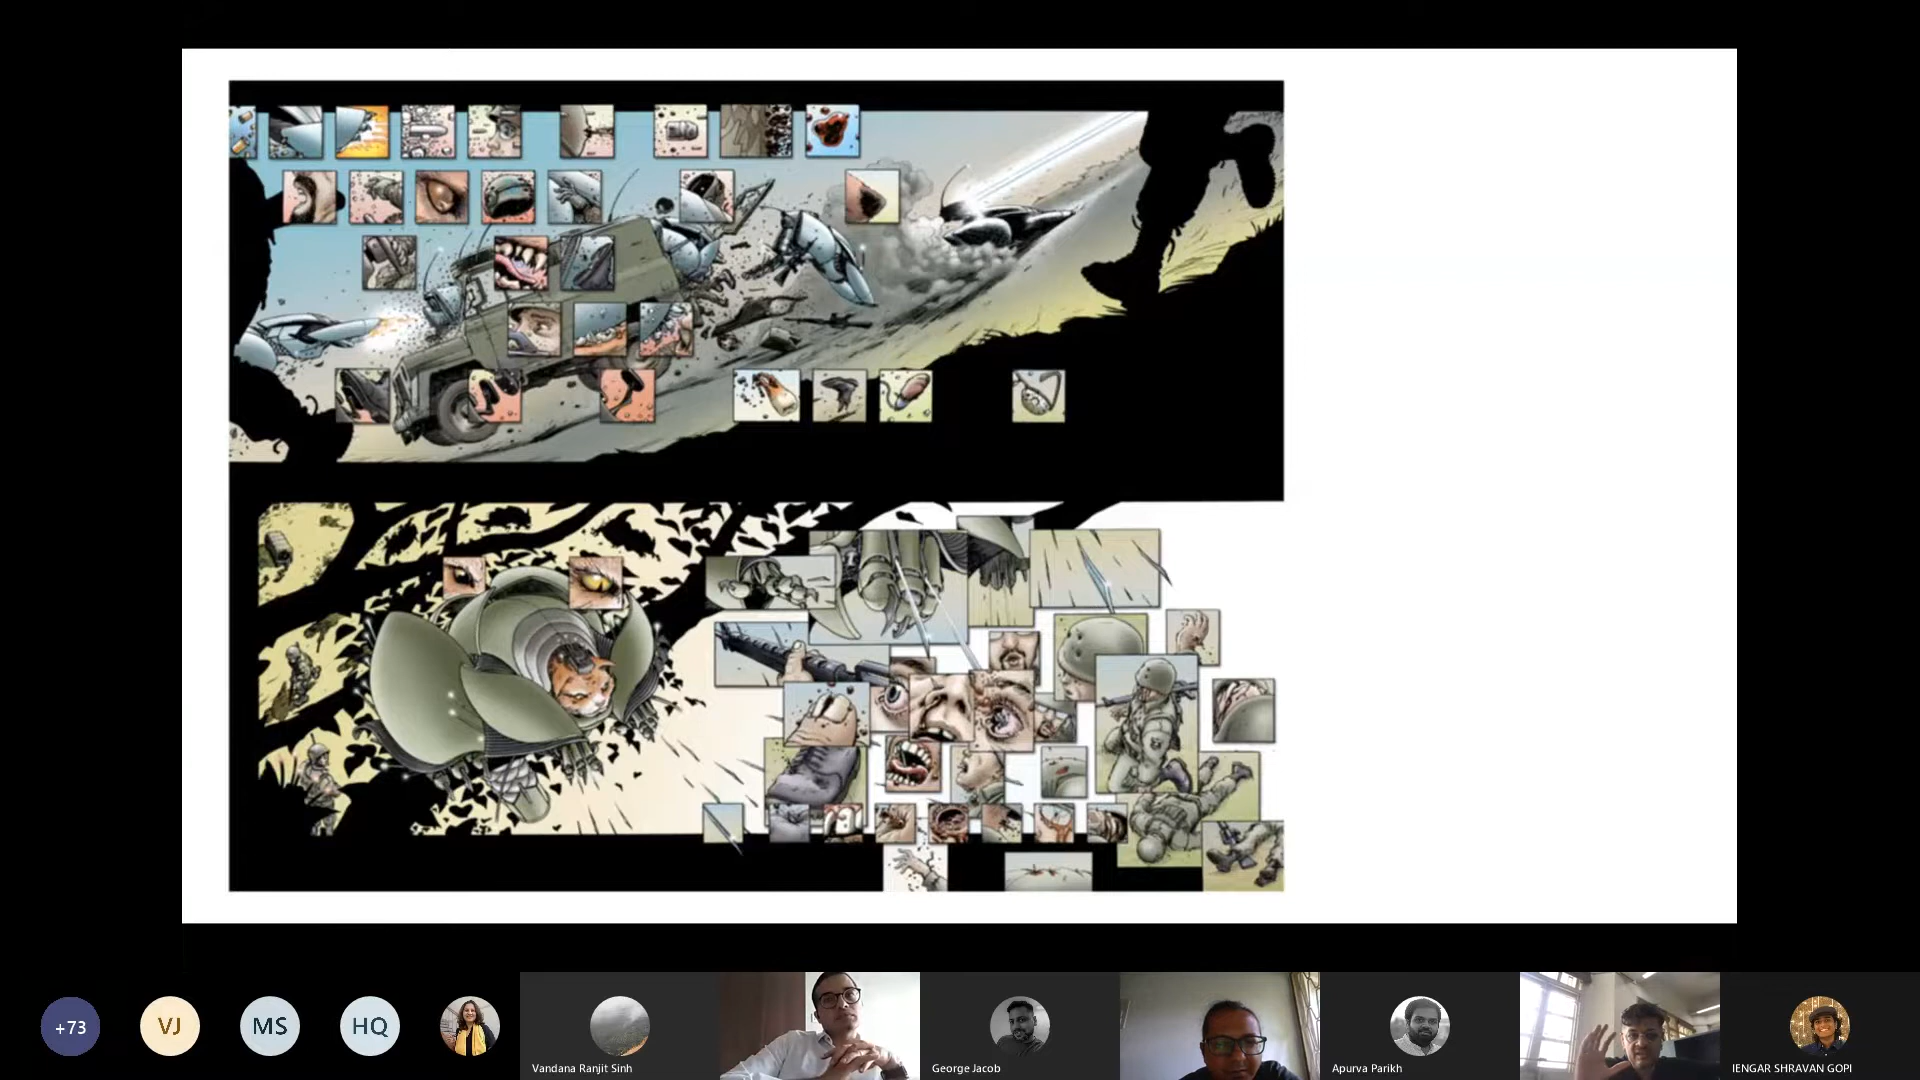 +73
VJ
MS
HQ
Vandana Ranjit Sinh
George Jacob
Apurva Parikh
IENGAR SHRAVAN GOPI